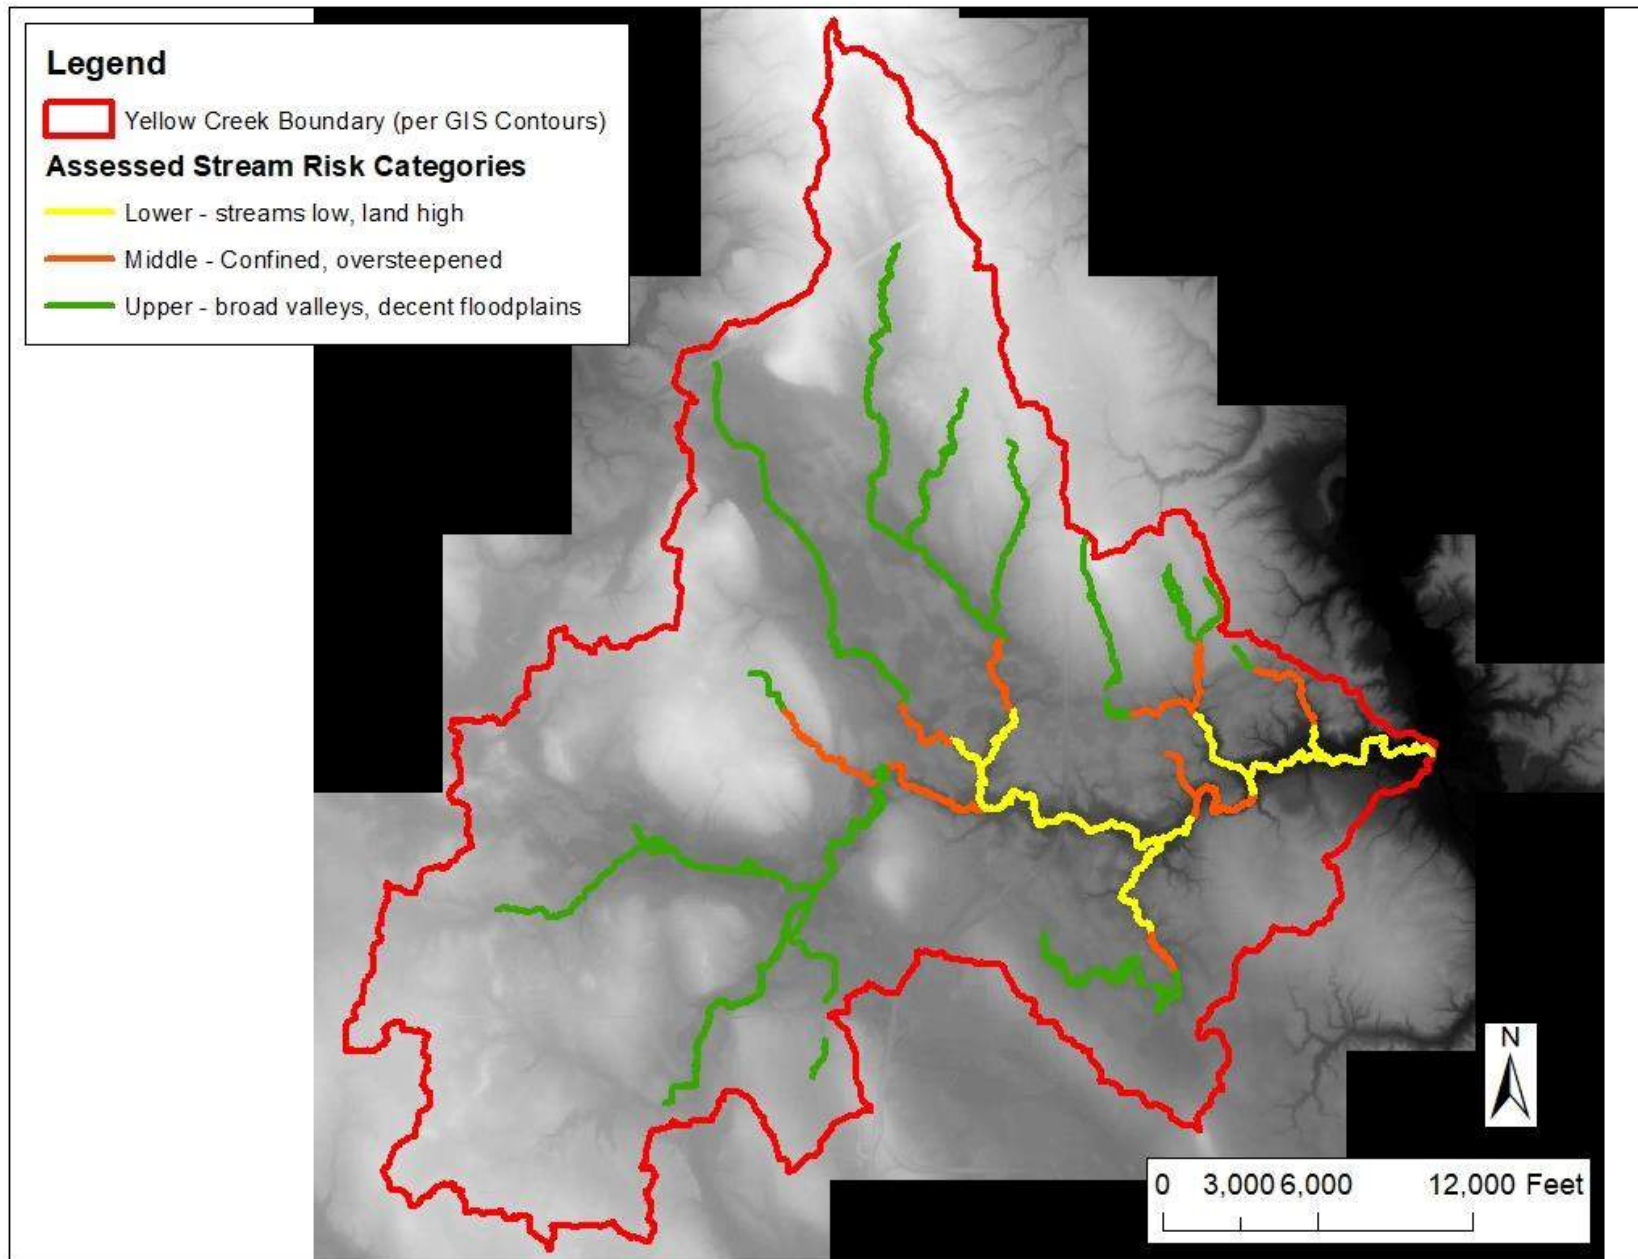 Legend
Yellow Creek Boundary (per GIS Contours)
Assessed Stream Risk Categories
Lower - streams low, land high
Middle - Confined, oversteepened
Upper - broad valleys, decent floodplains
N
0 3,000 6,000 12,000 Feet